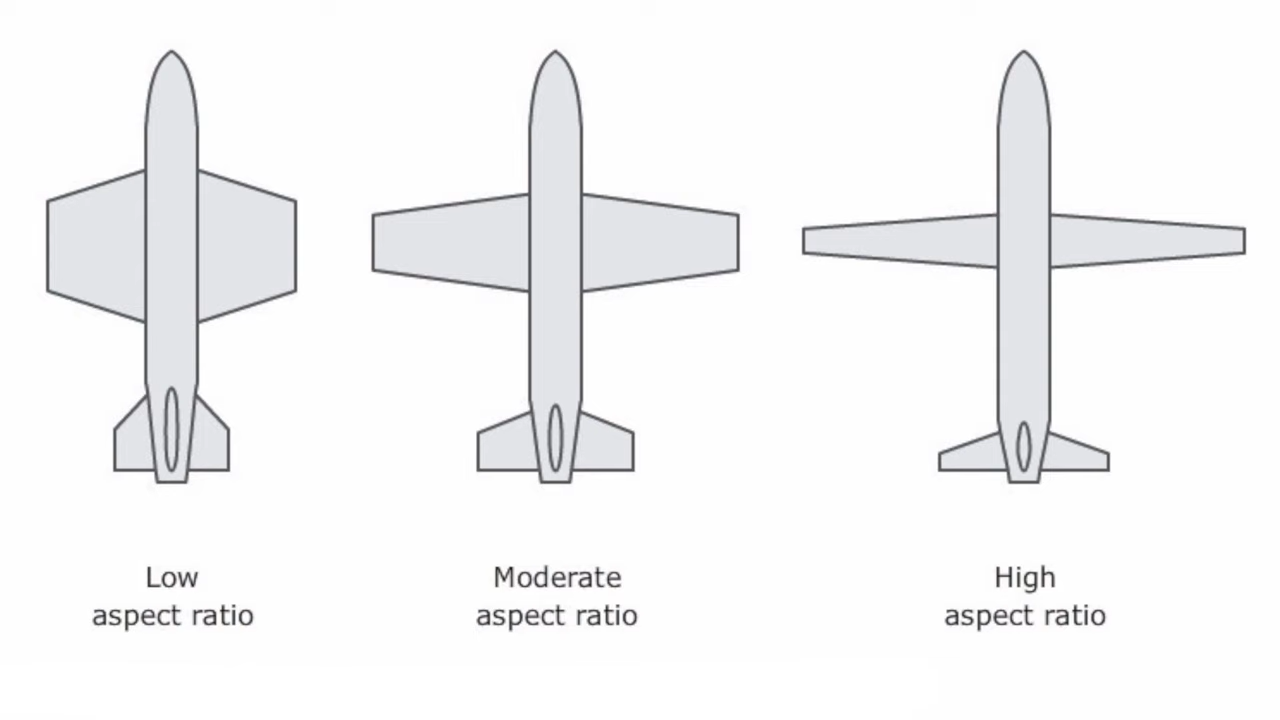 Low
aspect ratio
Moderate
aspect ratio
High
aspect ratio